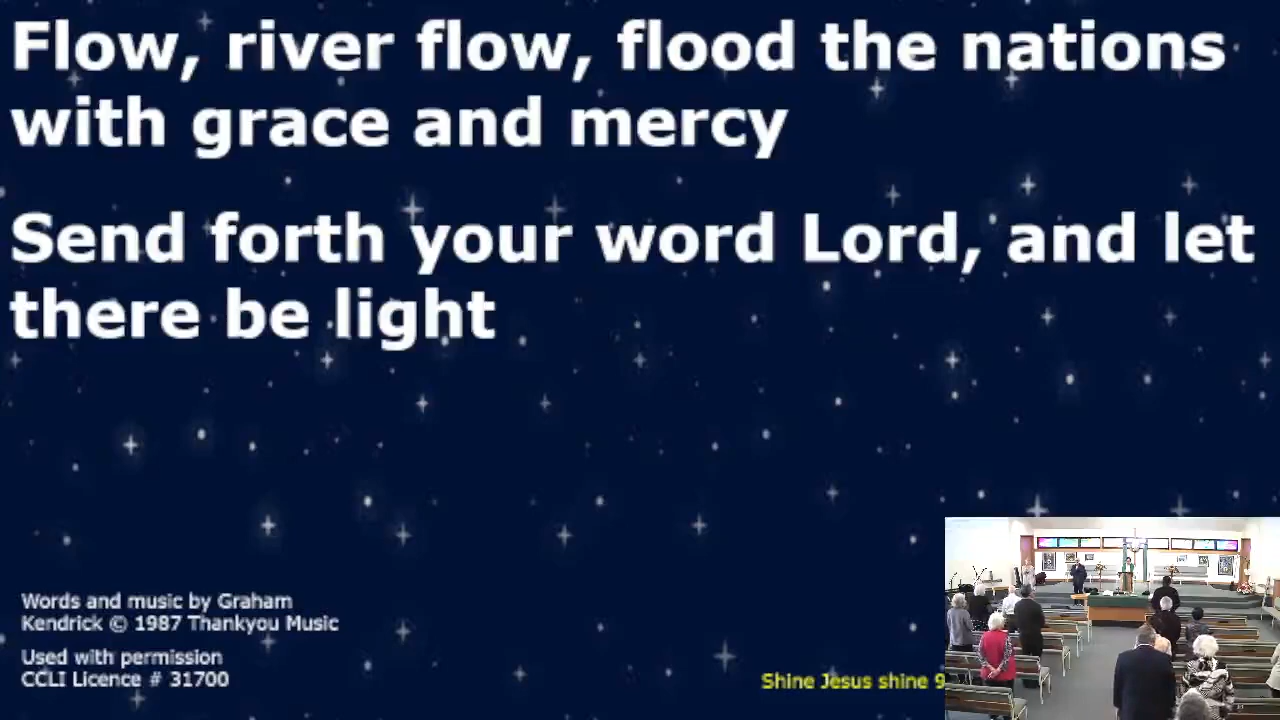 Flow, river flow, flood the nations
with grace and mercy
Send forth your word Lord, and let
there be light
Words and music by Graham
Kendrick © 1987 Thankyou Music
Used with permission
CCLI Licence # 31700
Shine Jesus shine 9